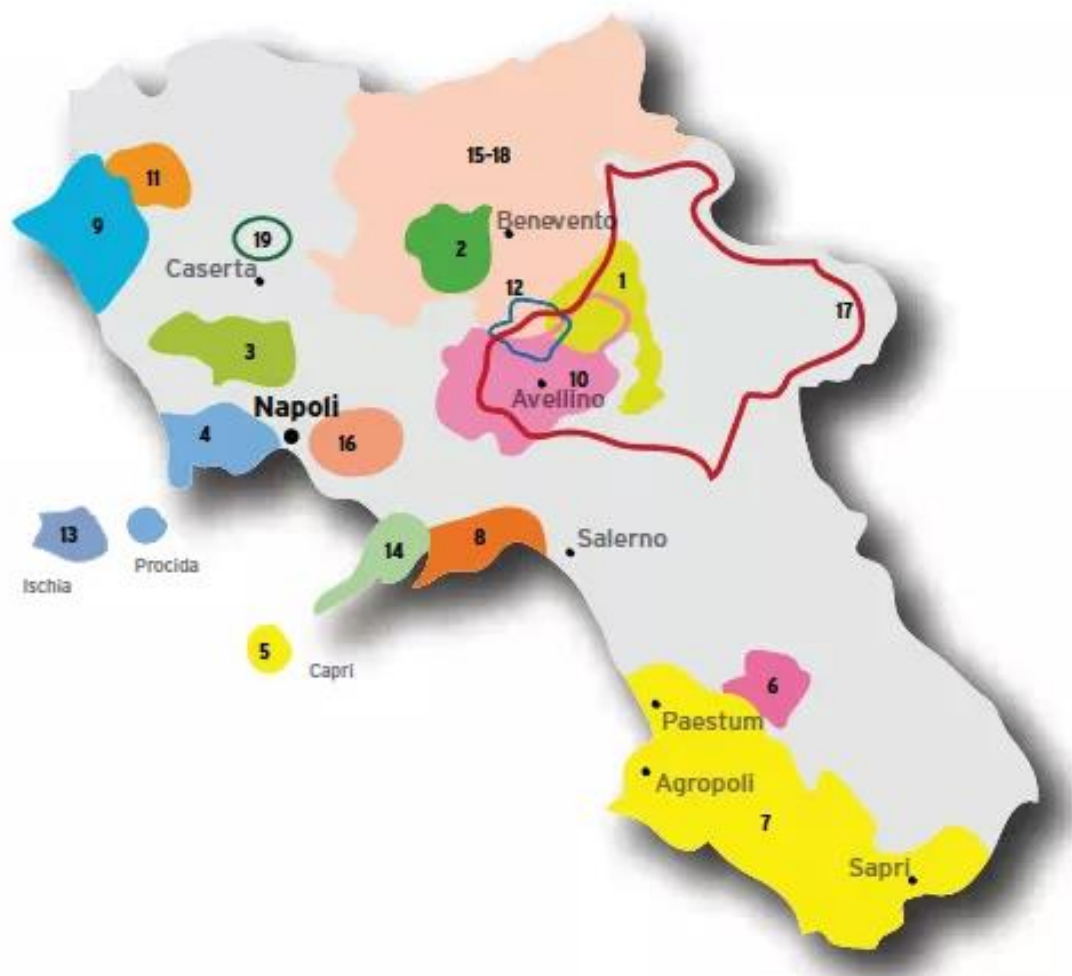 15-18
11
9
19
2
Benevento
1
Caserta
12
17
3
10
Avellino
Napoli
4
16
13
14
8
Salerno
Procida
Ischia
5
Capri
6
Paestum
Agropoli
7
Sapri